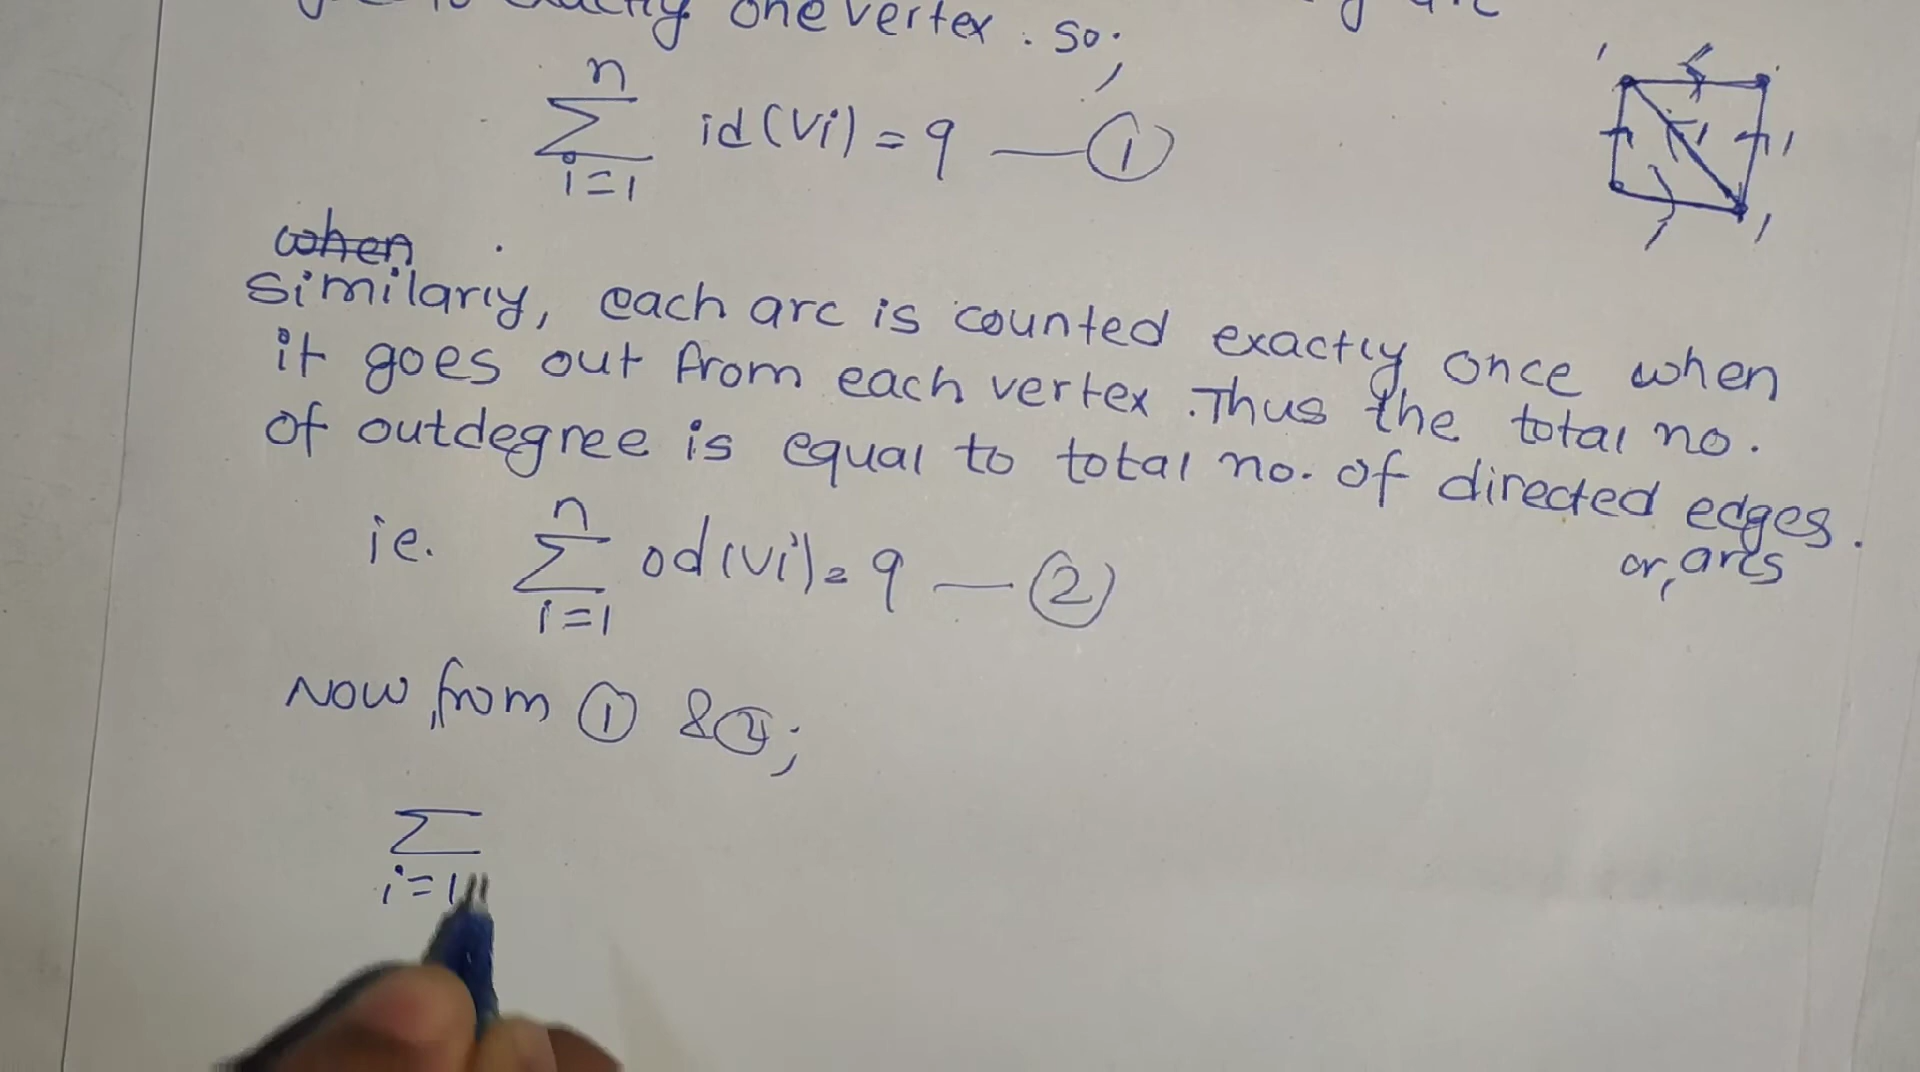 exactly one vertex. so;
n
∑ id(vi) = q — ①
i=1
when
similarly, each arc is counted exactly once when
it goes out from each vertex. Thus the total no.
of outdegree is equal to total no. of directed edges.
or, arcs
n
ie. ∑ od(vi) = q — ②
i=1
Now, from ① & ②;
∑
i=1